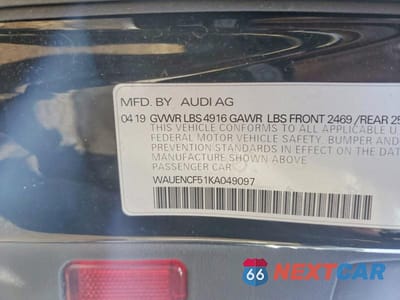 MFD. BY AUDI AG
04 19 GVWR LBS 4916 GAWR LBS FRONT 2469 /REAR 25
THIS VEHICLE CONFORMS TO ALL APPLICABLE
FEDERAL MOTOR VEHICLE SAFETY, BUMPER AND
PREVENTION STANDARDS IN EFFECT ON THE
MANUFACTURE SHOWN ABOVE.
PASSENGER CAR
WAUENCF51KA049097
66 NEXTCAR